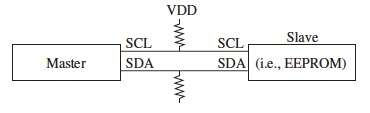 VDD
SCL SCL Slave
Master SDA SDA (i.e., EEPROM)